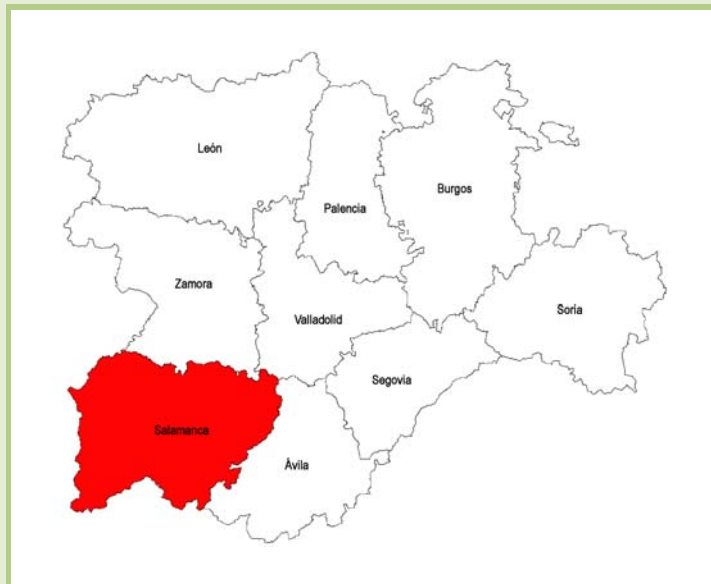 León
Palencia
Burgos
Zamora
Valladolid
Soria
Segovia
Salamanca
Ávila